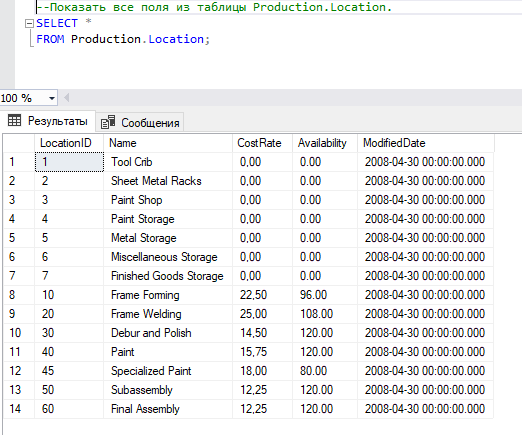 --Показать все поля из таблицы Production.Location.
SELECT *
FROM Production.Location;
100 %
Результаты Сообщения
LocationID Name CostRate Availability ModifiedDate
1 1 Tool Crib 0,00 0.00 2008-04-30 00:00:00.000
2 2 Sheet Metal Racks 0,00 0.00 2008-04-30 00:00:00.000
3 3 Paint Shop 0,00 0.00 2008-04-30 00:00:00.000
4 4 Paint Storage 0,00 0.00 2008-04-30 00:00:00.000
5 5 Metal Storage 0,00 0.00 2008-04-30 00:00:00.000
6 6 Miscellaneous Storage 0,00 0.00 2008-04-30 00:00:00.000
7 7 Finished Goods Storage 0,00 0.00 2008-04-30 00:00:00.000
8 10 Frame Forming 22,50 96.00 2008-04-30 00:00:00.000
9 20 Frame Welding 25,00 108.00 2008-04-30 00:00:00.000
10 30 Debur and Polish 14,50 120.00 2008-04-30 00:00:00.000
11 40 Paint 15,75 120.00 2008-04-30 00:00:00.000
12 45 Specialized Paint 18,00 80.00 2008-04-30 00:00:00.000
13 50 Subassembly 12,25 120.00 2008-04-30 00:00:00.000
14 60 Final Assembly 12,25 120.00 2008-04-30 00:00:00.000